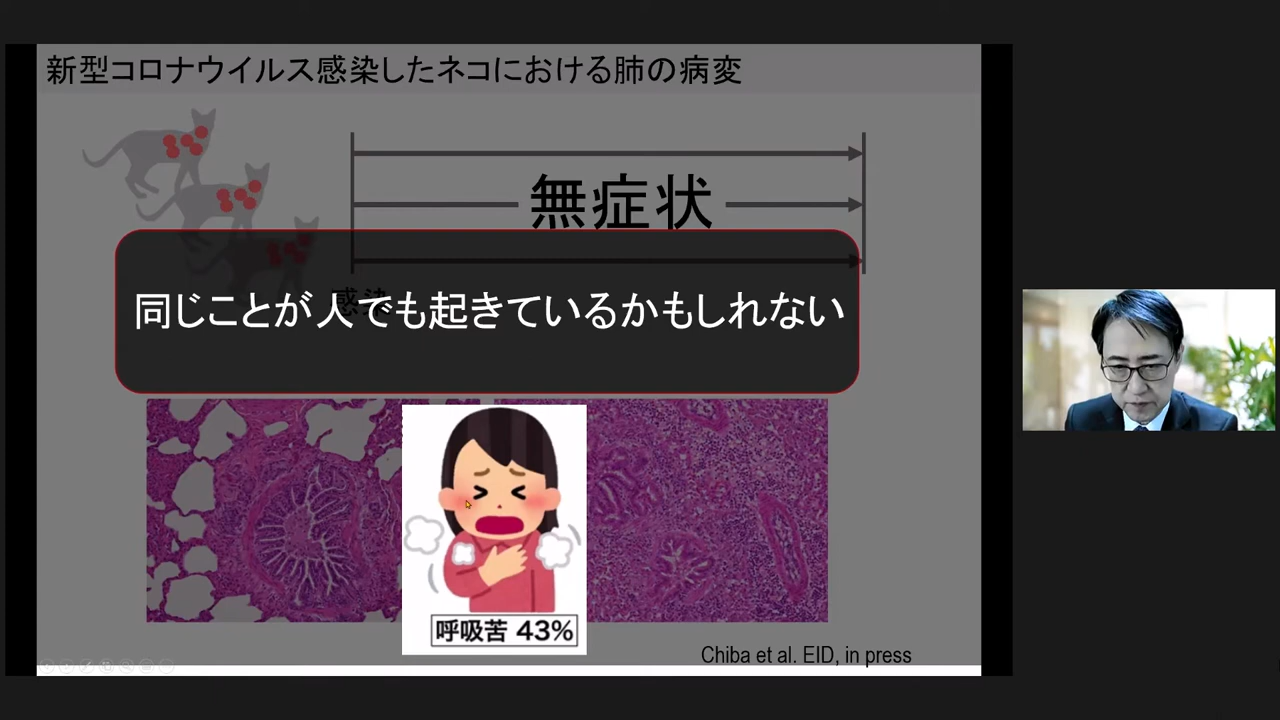 新型コロナウイルス感染したネコにおける肺の病変
無症状
感染
同じことが人でも起きているかもしれない
呼吸苦 43%
Chiba et al. EID, in press